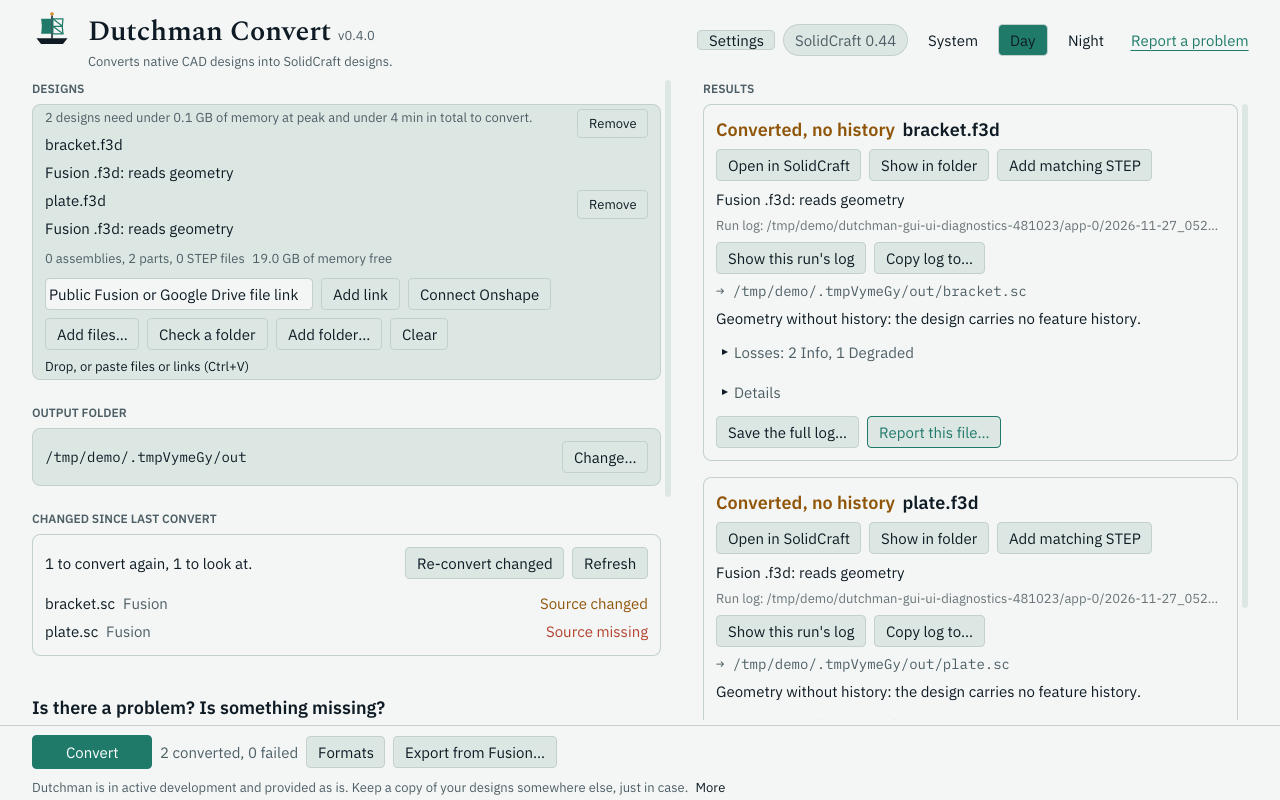 Dutchman Convert v0.4.0
Converts native CAD designs into SolidCraft designs.
Settings SolidCraft 0.44 System Day Night Report a problem
DESIGNS
2 designs need under 0.1 GB of memory at peak and under 4 min in total to convert.
Remove
bracket.f3d
Fusion .f3d: reads geometry
plate.f3d
Remove
Fusion .f3d: reads geometry
0 assemblies, 2 parts, 0 STEP files 19.0 GB of memory free
Public Fusion or Google Drive file link Add link Connect Onshape
Add files... Check a folder Add folder... Clear
Drop, or paste files or links (Ctrl+V)
OUTPUT FOLDER
/tmp/demo/.tmpVymeGy/out Change...
CHANGED SINCE LAST CONVERT
1 to convert again, 1 to look at. Re-convert changed Refresh
bracket.sc Fusion Source changed
plate.sc Fusion Source missing
Is there a problem? Is something missing?
RESULTS
Converted, no history bracket.f3d
Open in SolidCraft Show in folder Add matching STEP
Fusion .f3d: reads geometry
Run log: /tmp/demo/dutchman-gui-ui-diagnostics-481023/app-0/2026-11-27_052...
Show this run's log Copy log to...
→ /tmp/demo/.tmpVymeGy/out/bracket.sc
Geometry without history: the design carries no feature history.
▸ Losses: 2 Info, 1 Degraded
▸ Details
Save the full log... Report this file...
Converted, no history plate.f3d
Open in SolidCraft Show in folder Add matching STEP
Fusion .f3d: reads geometry
Run log: /tmp/demo/dutchman-gui-ui-diagnostics-481023/app-0/2026-11-27_052...
Show this run's log Copy log to...
→ /tmp/demo/.tmpVymeGy/out/plate.sc
Geometry without history: the design carries no feature history.
Convert 2 converted, 0 failed Formats Export from Fusion...
Dutchman is in active development and provided as is. Keep a copy of your designs somewhere else, just in case. More